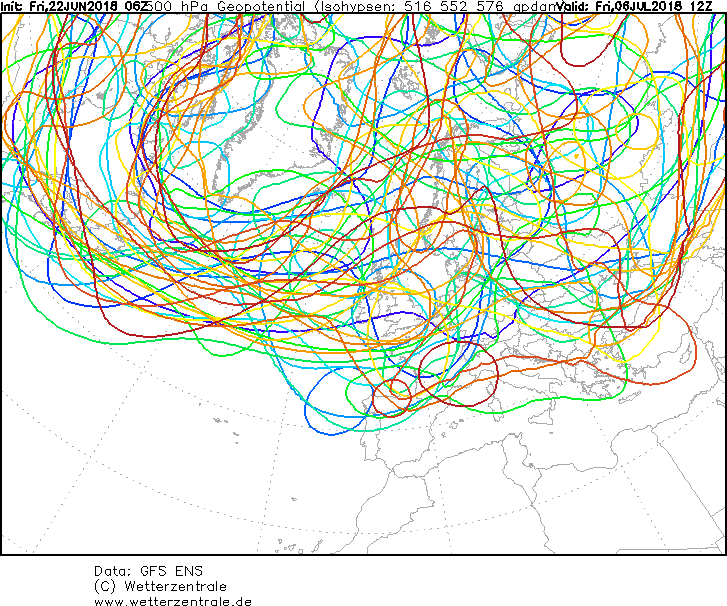 Init: Fri,22JUN2018 06Z 500 hPa Geopotential (Isohypsen: 516 552 576 gpdam Valid: Fri,06JUL2018 12Z
Data: GFS ENS
(C) Wetterzentrale
www.wetterzentrale.de